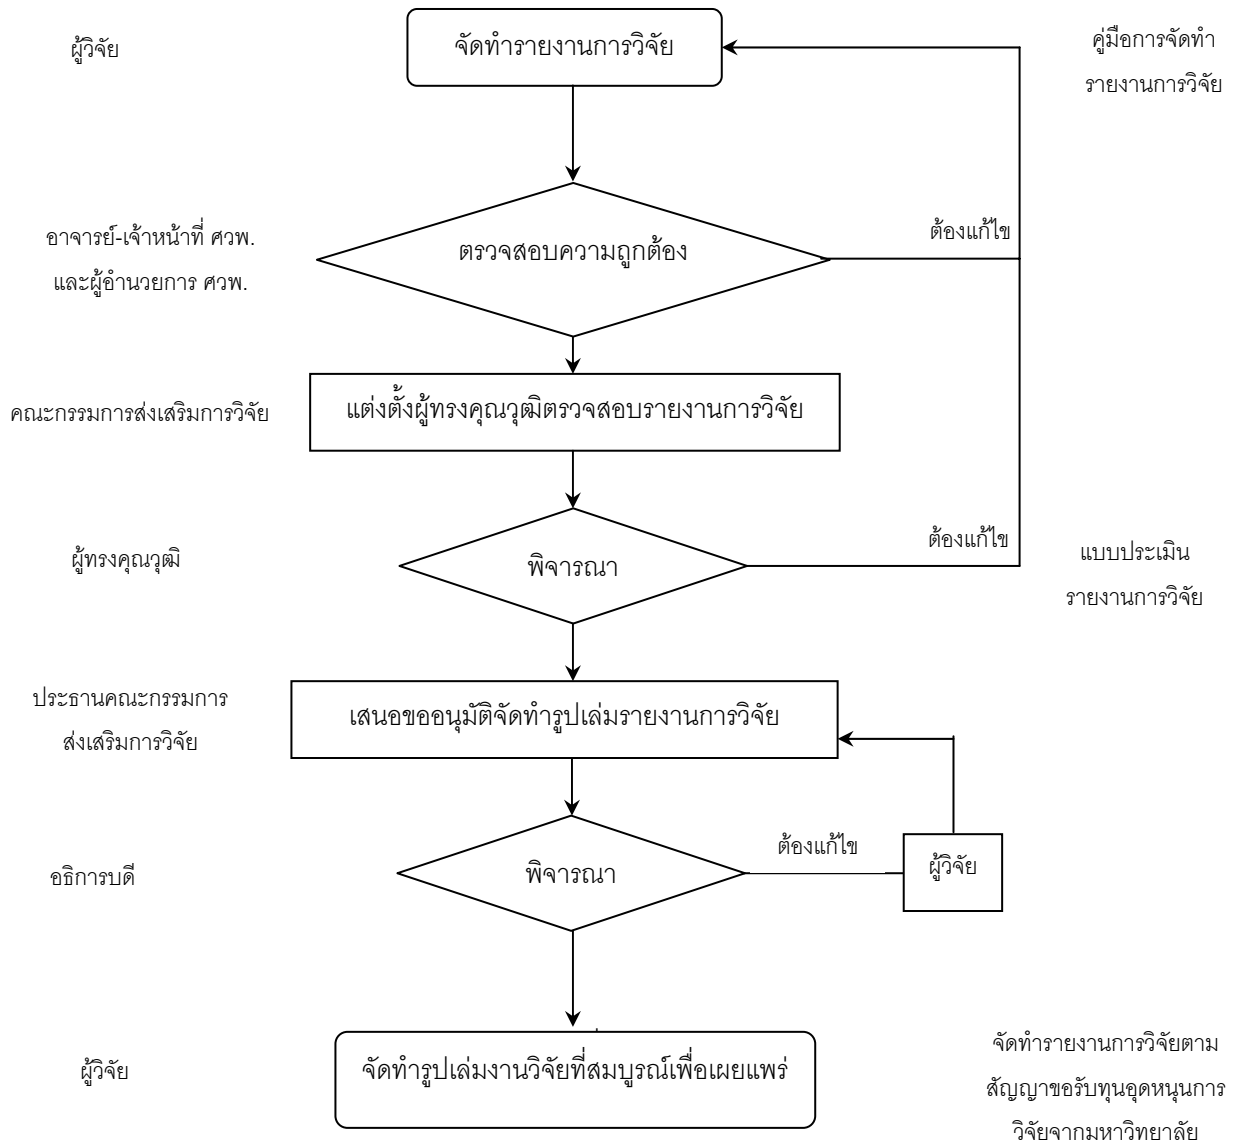 ผู้วิจัย
จัดทำรายงานการวิจัย
คู่มือการจัดทำ
รายงานการวิจัย
อาจารย์-เจ้าหน้าที่ ศวพ.
และผู้อำนวยการ ศวพ.
ตรวจสอบความถูกต้อง
ต้องแก้ไข
คณะกรรมการส่งเสริมการวิจัย
แต่งตั้งผู้ทรงคุณวุฒิตรวจสอบรายงานการวิจัย
ผู้ทรงคุณวุฒิ
พิจารณา
ต้องแก้ไข
แบบประเมิน
รายงานการวิจัย
ประธานคณะกรรมการ
ส่งเสริมการวิจัย
เสนอขออนุมัติจัดทำรูปเล่มรายงานการวิจัย
อธิการบดี
พิจารณา
ต้องแก้ไข
ผู้วิจัย
ผู้วิจัย
จัดทำรูปเล่มงานวิจัยที่สมบูรณ์เพื่อเผยแพร่
จัดทำรายงานการวิจัยตาม
สัญญาขอรับทุนอุดหนุนการ
วิจัยจากมหาวิทยาลัย